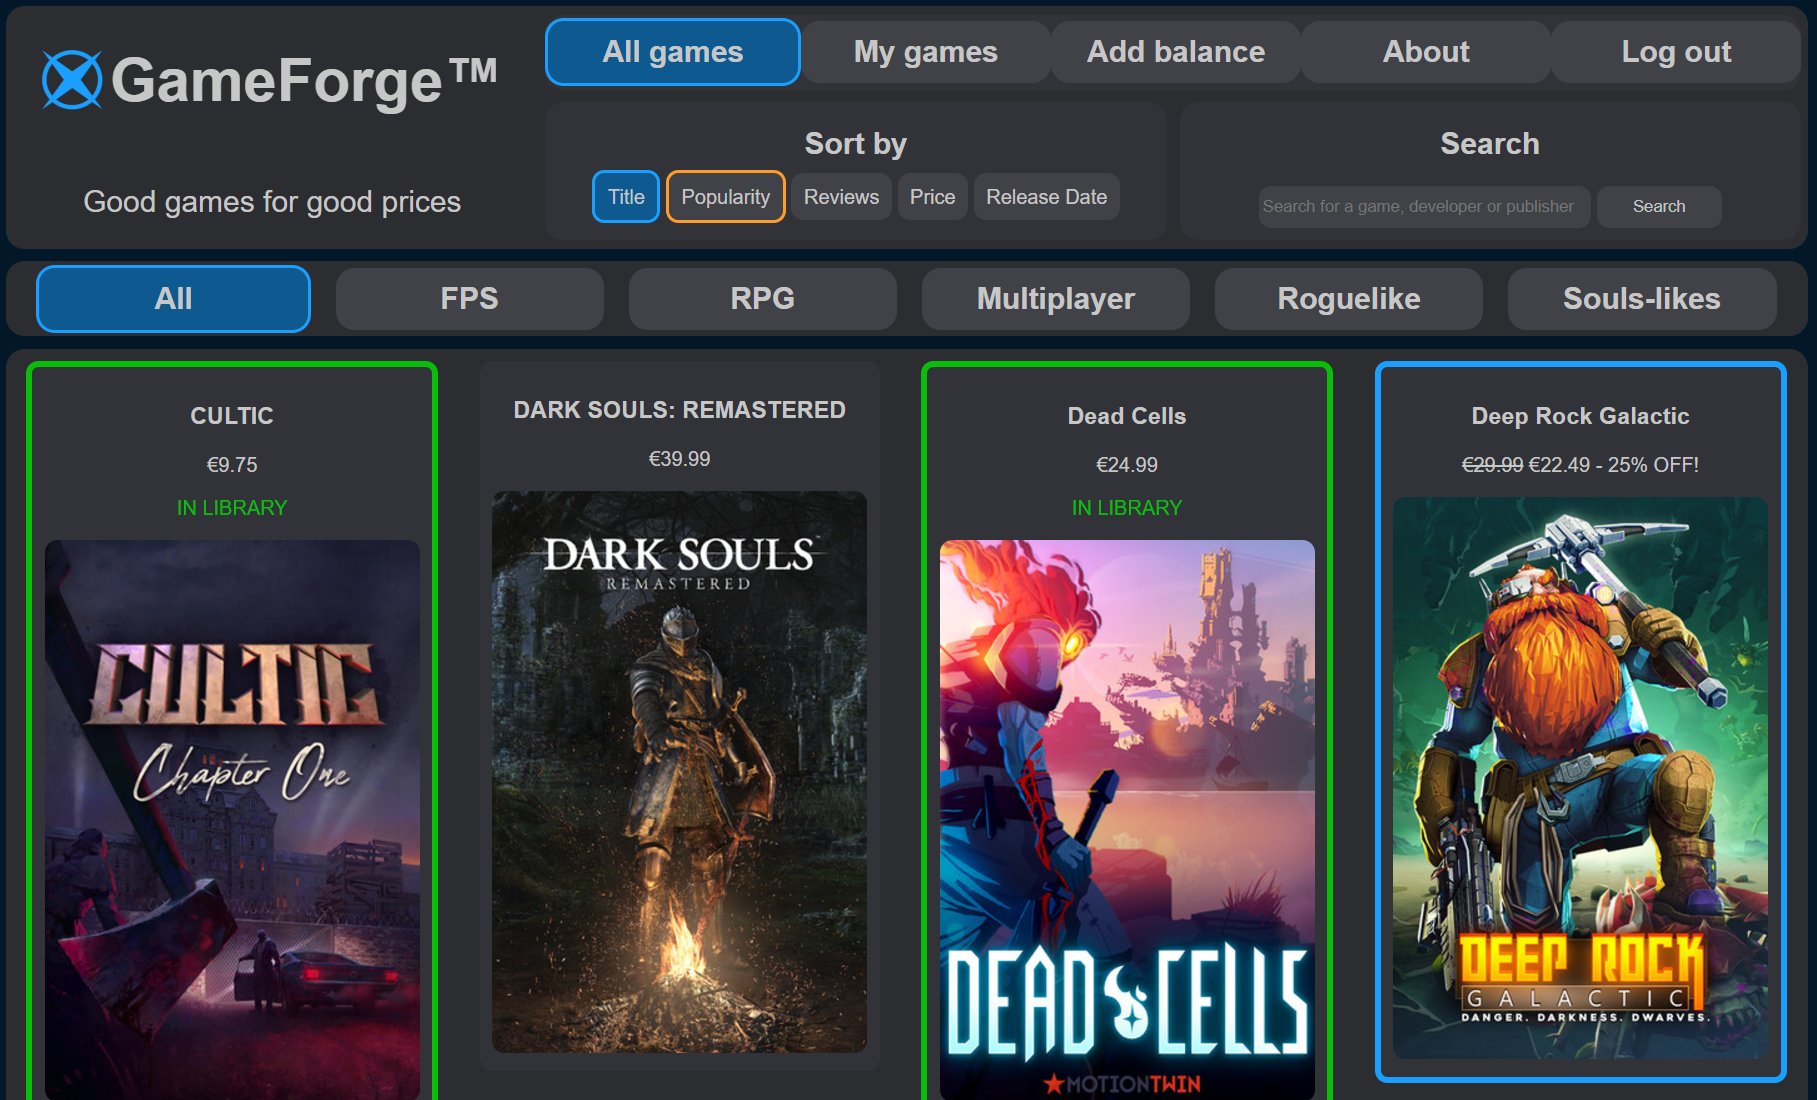 GameForge™
Good games for good prices
All games
My games
Add balance
About
Log out
Sort by
Title
Popularity
Reviews
Price
Release Date
Search
Search for a game, developer or publisher
Search
All
FPS
RPG
Multiplayer
Roguelike
Souls-likes
CULTIC
€9.75
IN LIBRARY
CULTIC
Chapter One
DARK SOULS: REMASTERED
€39.99
DARK SOULS™
REMASTERED
Dead Cells
€24.99
IN LIBRARY
DEAD CELLS
MOTIONTWIN
Deep Rock Galactic
€29.99 €22.49 - 25% OFF!
DEEP ROCK
GALACTIC
DANGER. DARKNESS. DWARVES.